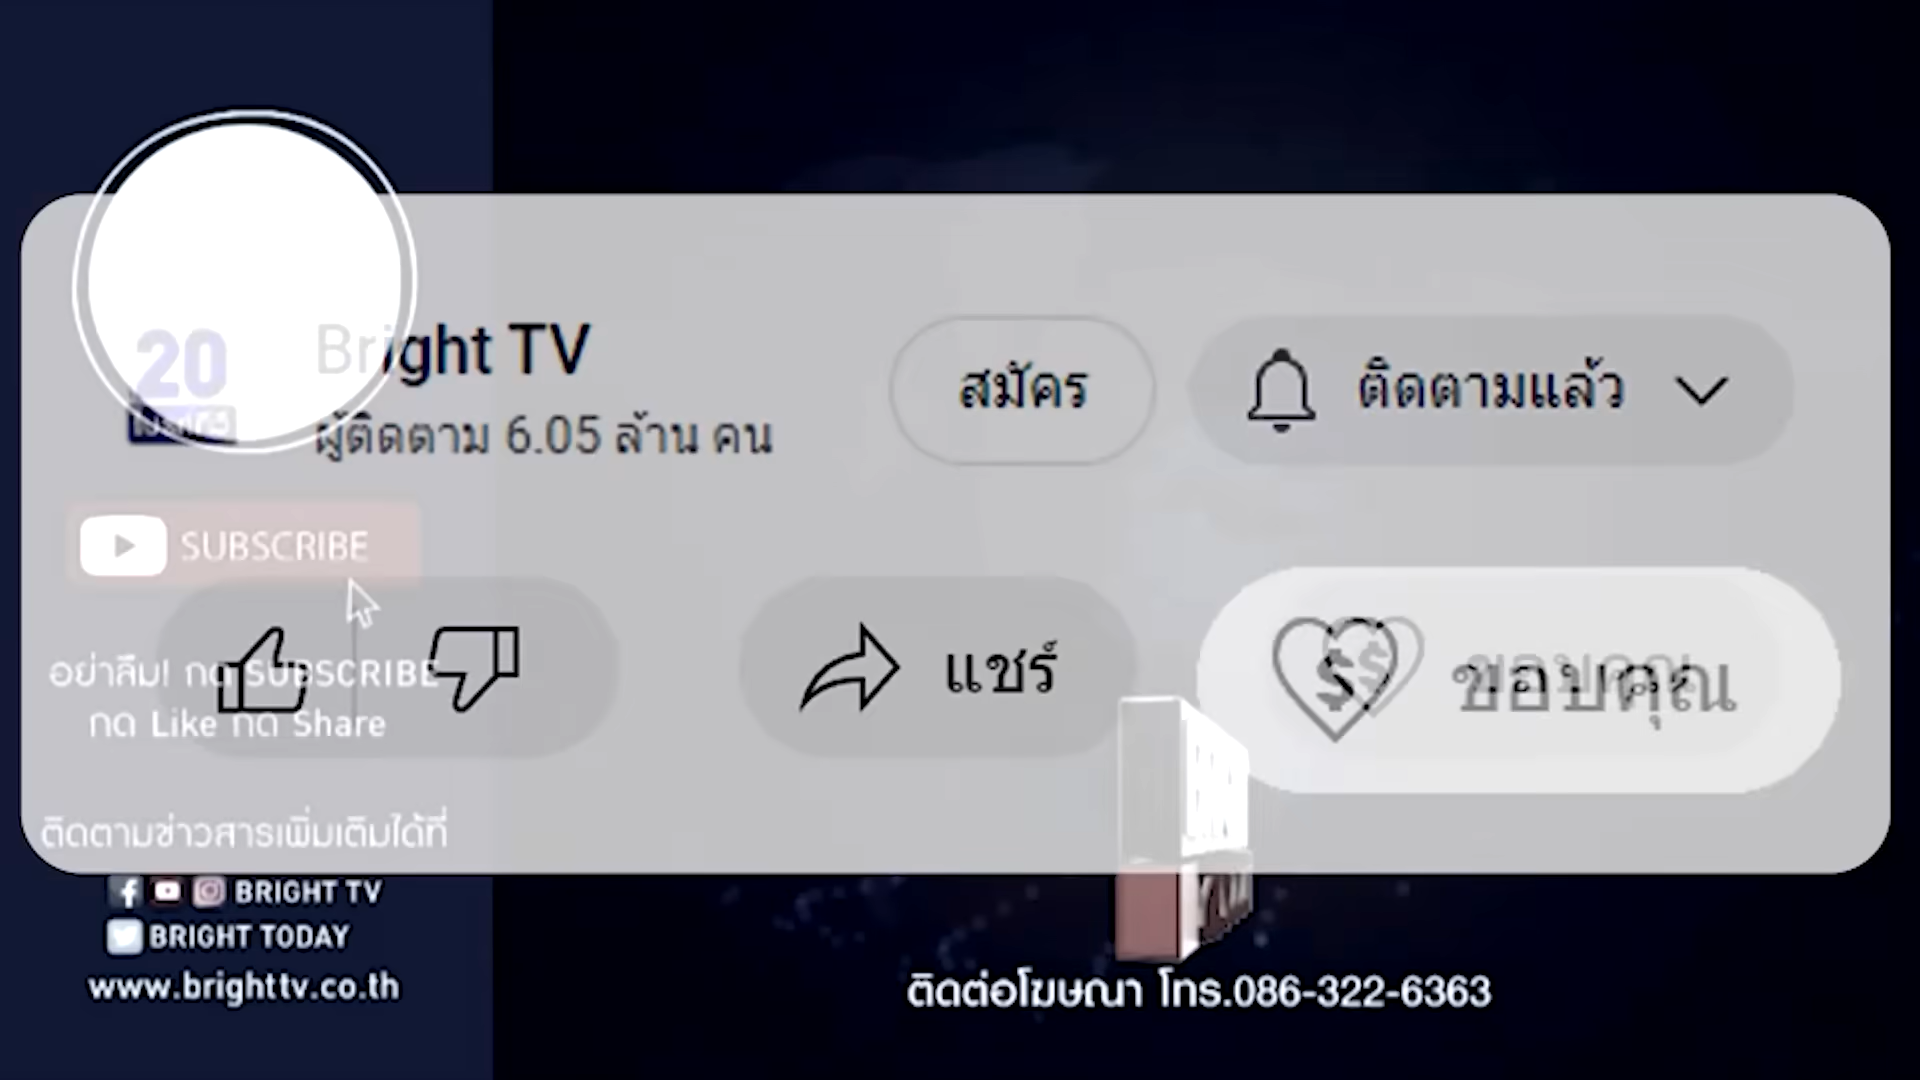 20
Bright TV
ผู้ติดตาม 6.05 ล้าน คน
สมัคร
ติดตามแล้ว
SUBSCRIBE
แชร์
ขอบคุณ
อย่าลืม! กด SUBSCRIBE
กด Like กด Share
ติดตามข่าวสารเพิ่มเติมได้ที่
BRIGHT TV
BRIGHT TODAY
www.brighttv.co.th
ติดต่อโฆษณา โทร.086-322-6363